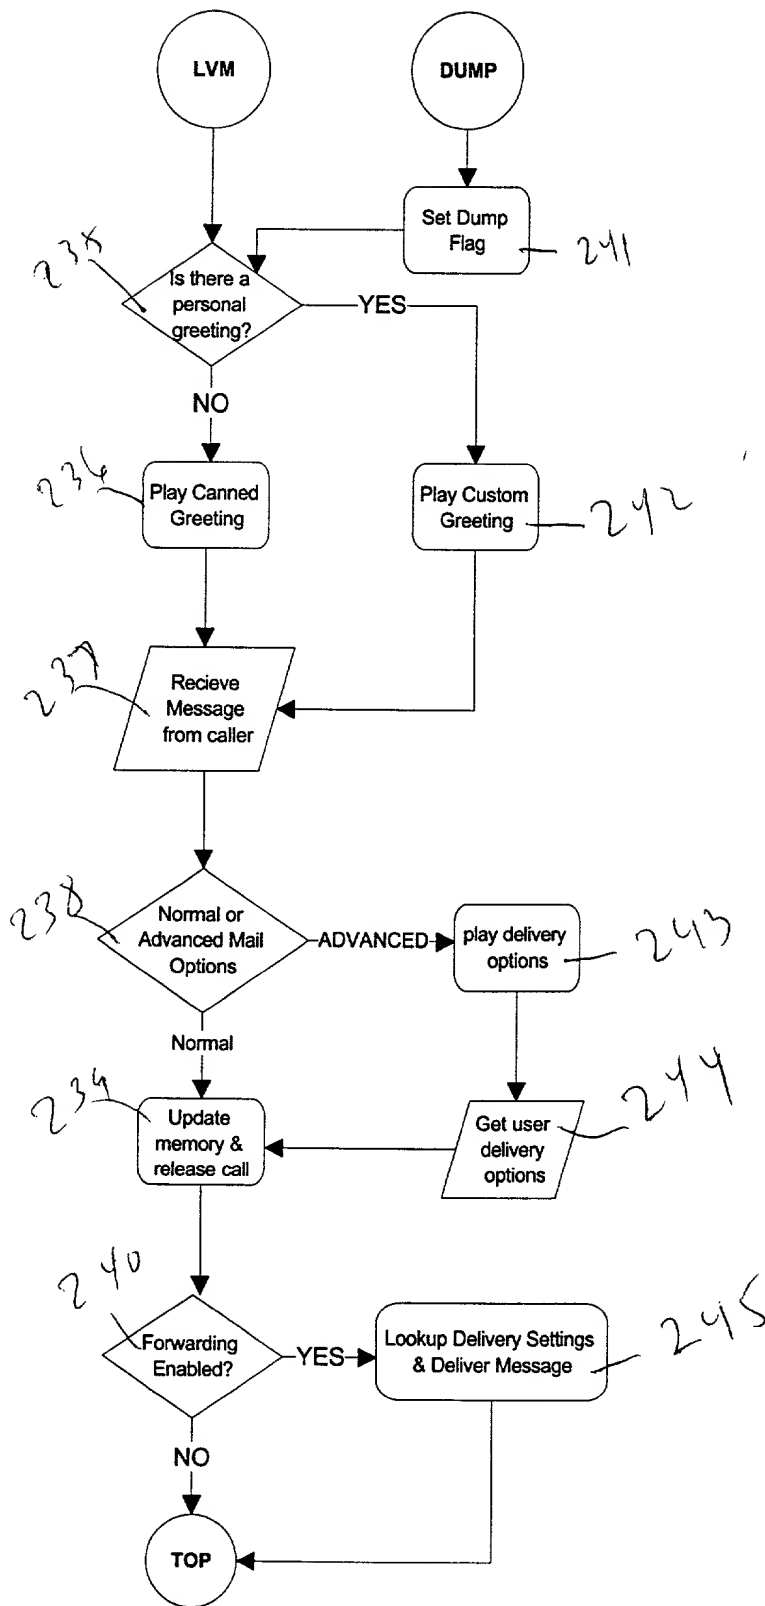 LVM
DUMP
Set Dump
Flag
241
235
Is there a
personal
greeting?
YES
NO
236
Play Canned
Greeting
Play Custom
Greeting
242
237
Recieve
Message
from caller
238
Normal or
Advanced Mail
Options
ADVANCED
play delivery
options
243
Normal
239
Update
memory &
release call
Get user
delivery
options
244
240
Forwarding
Enabled?
YES
Lookup Delivery Settings
& Deliver Message
245
NO
TOP